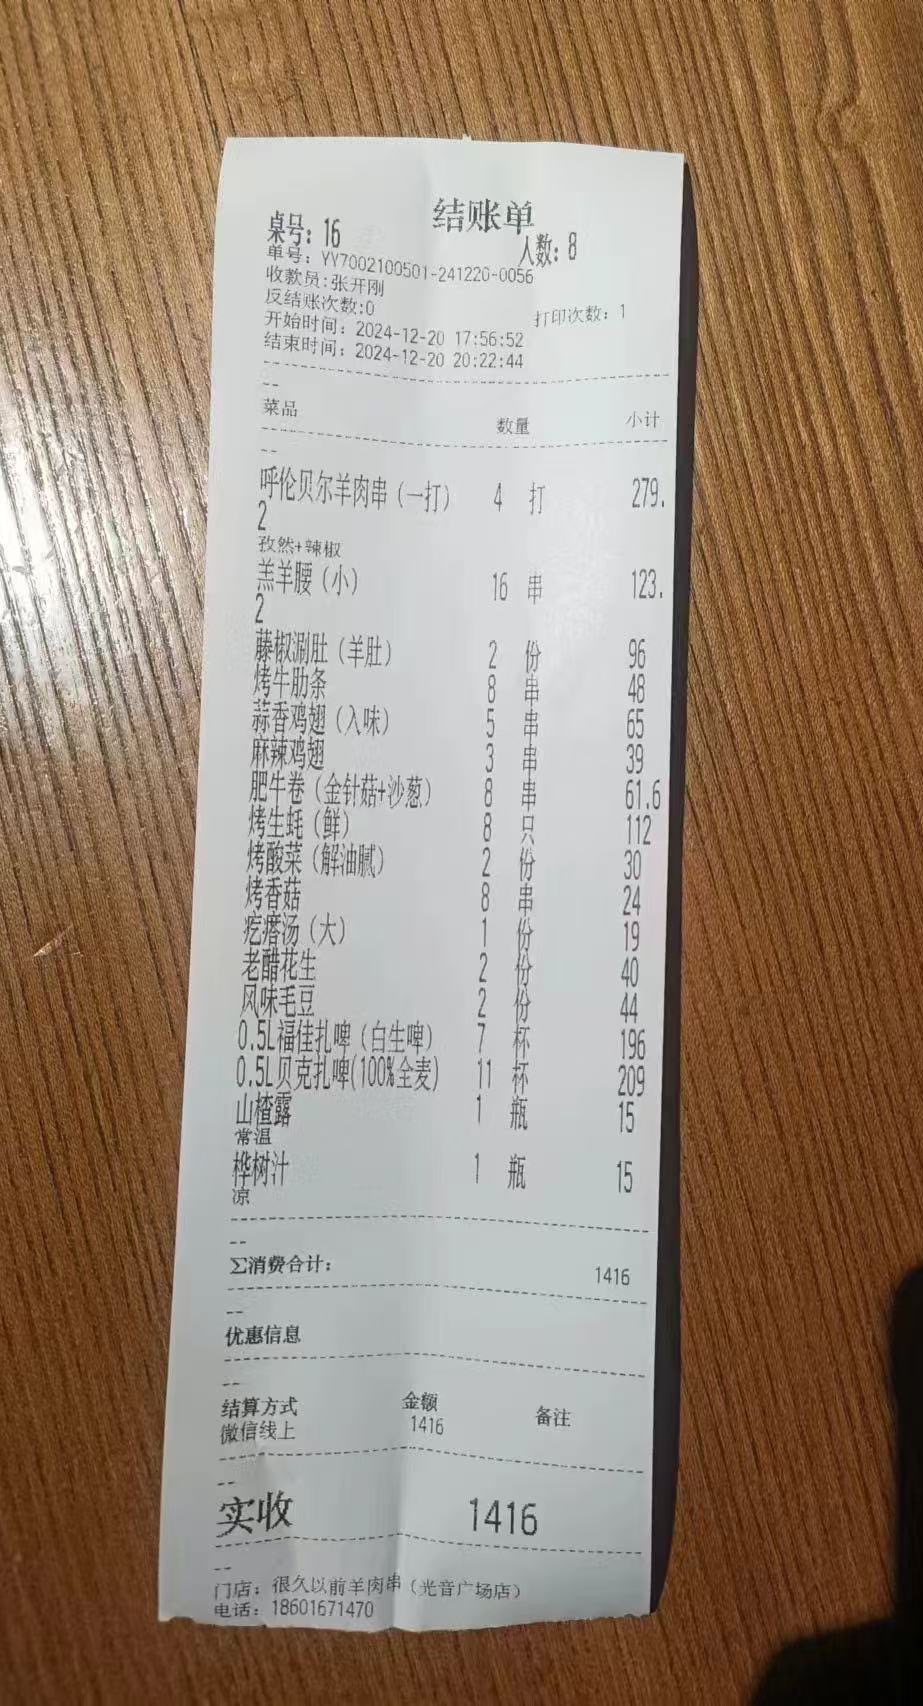 结账单
桌号：16 人数：8
单号：YY7002100501-241220-0056
收款员:张开刚
反结账次数:0 打印次数：1
开始时间：2024-12-20 17:56:52
结束时间：2024-12-20 20:22:44
--
菜品 数量 小计
--
呼伦贝尔羊肉串（一打） 4 打 279.
2
孜然+辣椒
羔羊腰（小） 16 串 123.
2
藤椒涮肚（羊肚） 2 份 96
烤牛肋条 8 串 48
蒜香鸡翅（入味） 5 串 65
麻辣鸡翅 3 串 39
肥牛卷（金针菇+沙葱） 8 串 61.6
烤生蚝（鲜） 8 只 112
烤酸菜（解油腻） 2 份 30
烤香菇 8 串 24
疙瘩汤（大） 1 份 19
老醋花生 2 份 40
风味毛豆 2 份 44
0.5L福佳扎啤（白生啤） 7 杯 196
0.5L贝克扎啤(100%全麦) 11 杯 209
山楂露 1 瓶 15
常温
桦树汁 1 瓶 15
凉
--
∑消费合计： 1416
--
优惠信息
--
结算方式 金额 备注
微信线上 1416
--
实收 1416
--
门店：很久以前羊肉串（光音广场店）
电话：18601671470